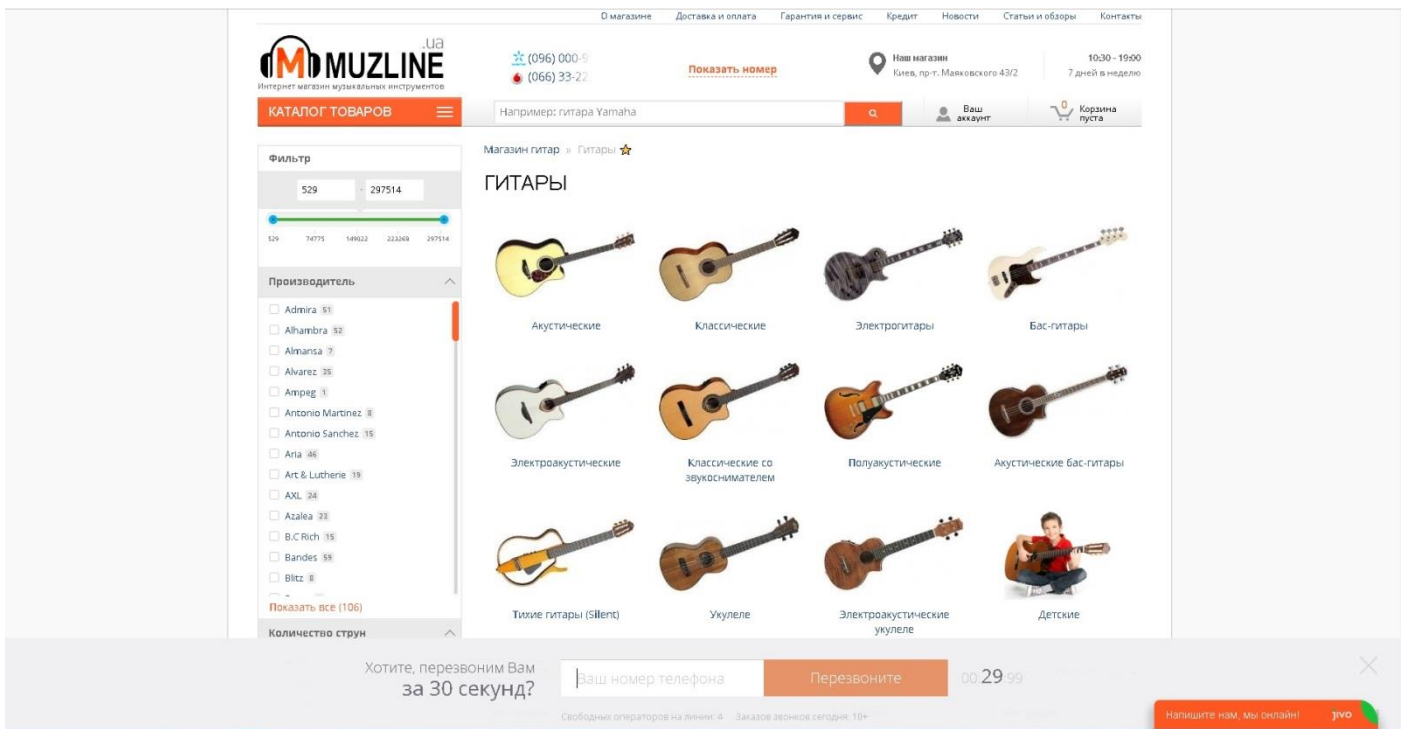 О магазине Доставка и оплата Гарантия и сервис Кредит Новости Статьи и обзоры Контакты
MUZLINE .ua
Интернет магазин музыкальных инструментов
(096) 000-9
(066) 33-22
Показать номер
Наш магазин
Киев, пр-т. Маяковского 43/2
10:30 - 19:00
7 дней в неделю
КАТАЛОГ ТОВАРОВ
Например: гитара Yamaha
Ваш
аккаунт
0
Корзина
пуста
Магазин гитар » Гитары
ГИТАРЫ
Фильтр
529 - 297514
529 74775 149022 223268 297514
Производитель
Admira 51
Alhambra 52
Almansa 7
Alvarez 35
Ampeg 1
Antonio Martinez 8
Antonio Sanchez 15
Aria 46
Art & Lutherie 19
AXL 24
Azalea 23
B.C Rich 15
Bandes 59
Blitz 8
Показать все (106)
Количество струн
Акустические
Классические
Электрогитары
Бас-гитары
Электроакустические
Классические со
звукоснимателем
Полуакустические
Акустические бас-гитары
Тихие гитары (Silent)
Укулеле
Электроакустические
укулеле
Детские
Хотите, перезвоним Вам
за 30 секунд?
Ваш номер телефона
Перезвоните
00:29:99
Свободных операторов на линии: 4 Заказов звонков сегодня: 10+
Напишите нам, мы онлайн! jivo